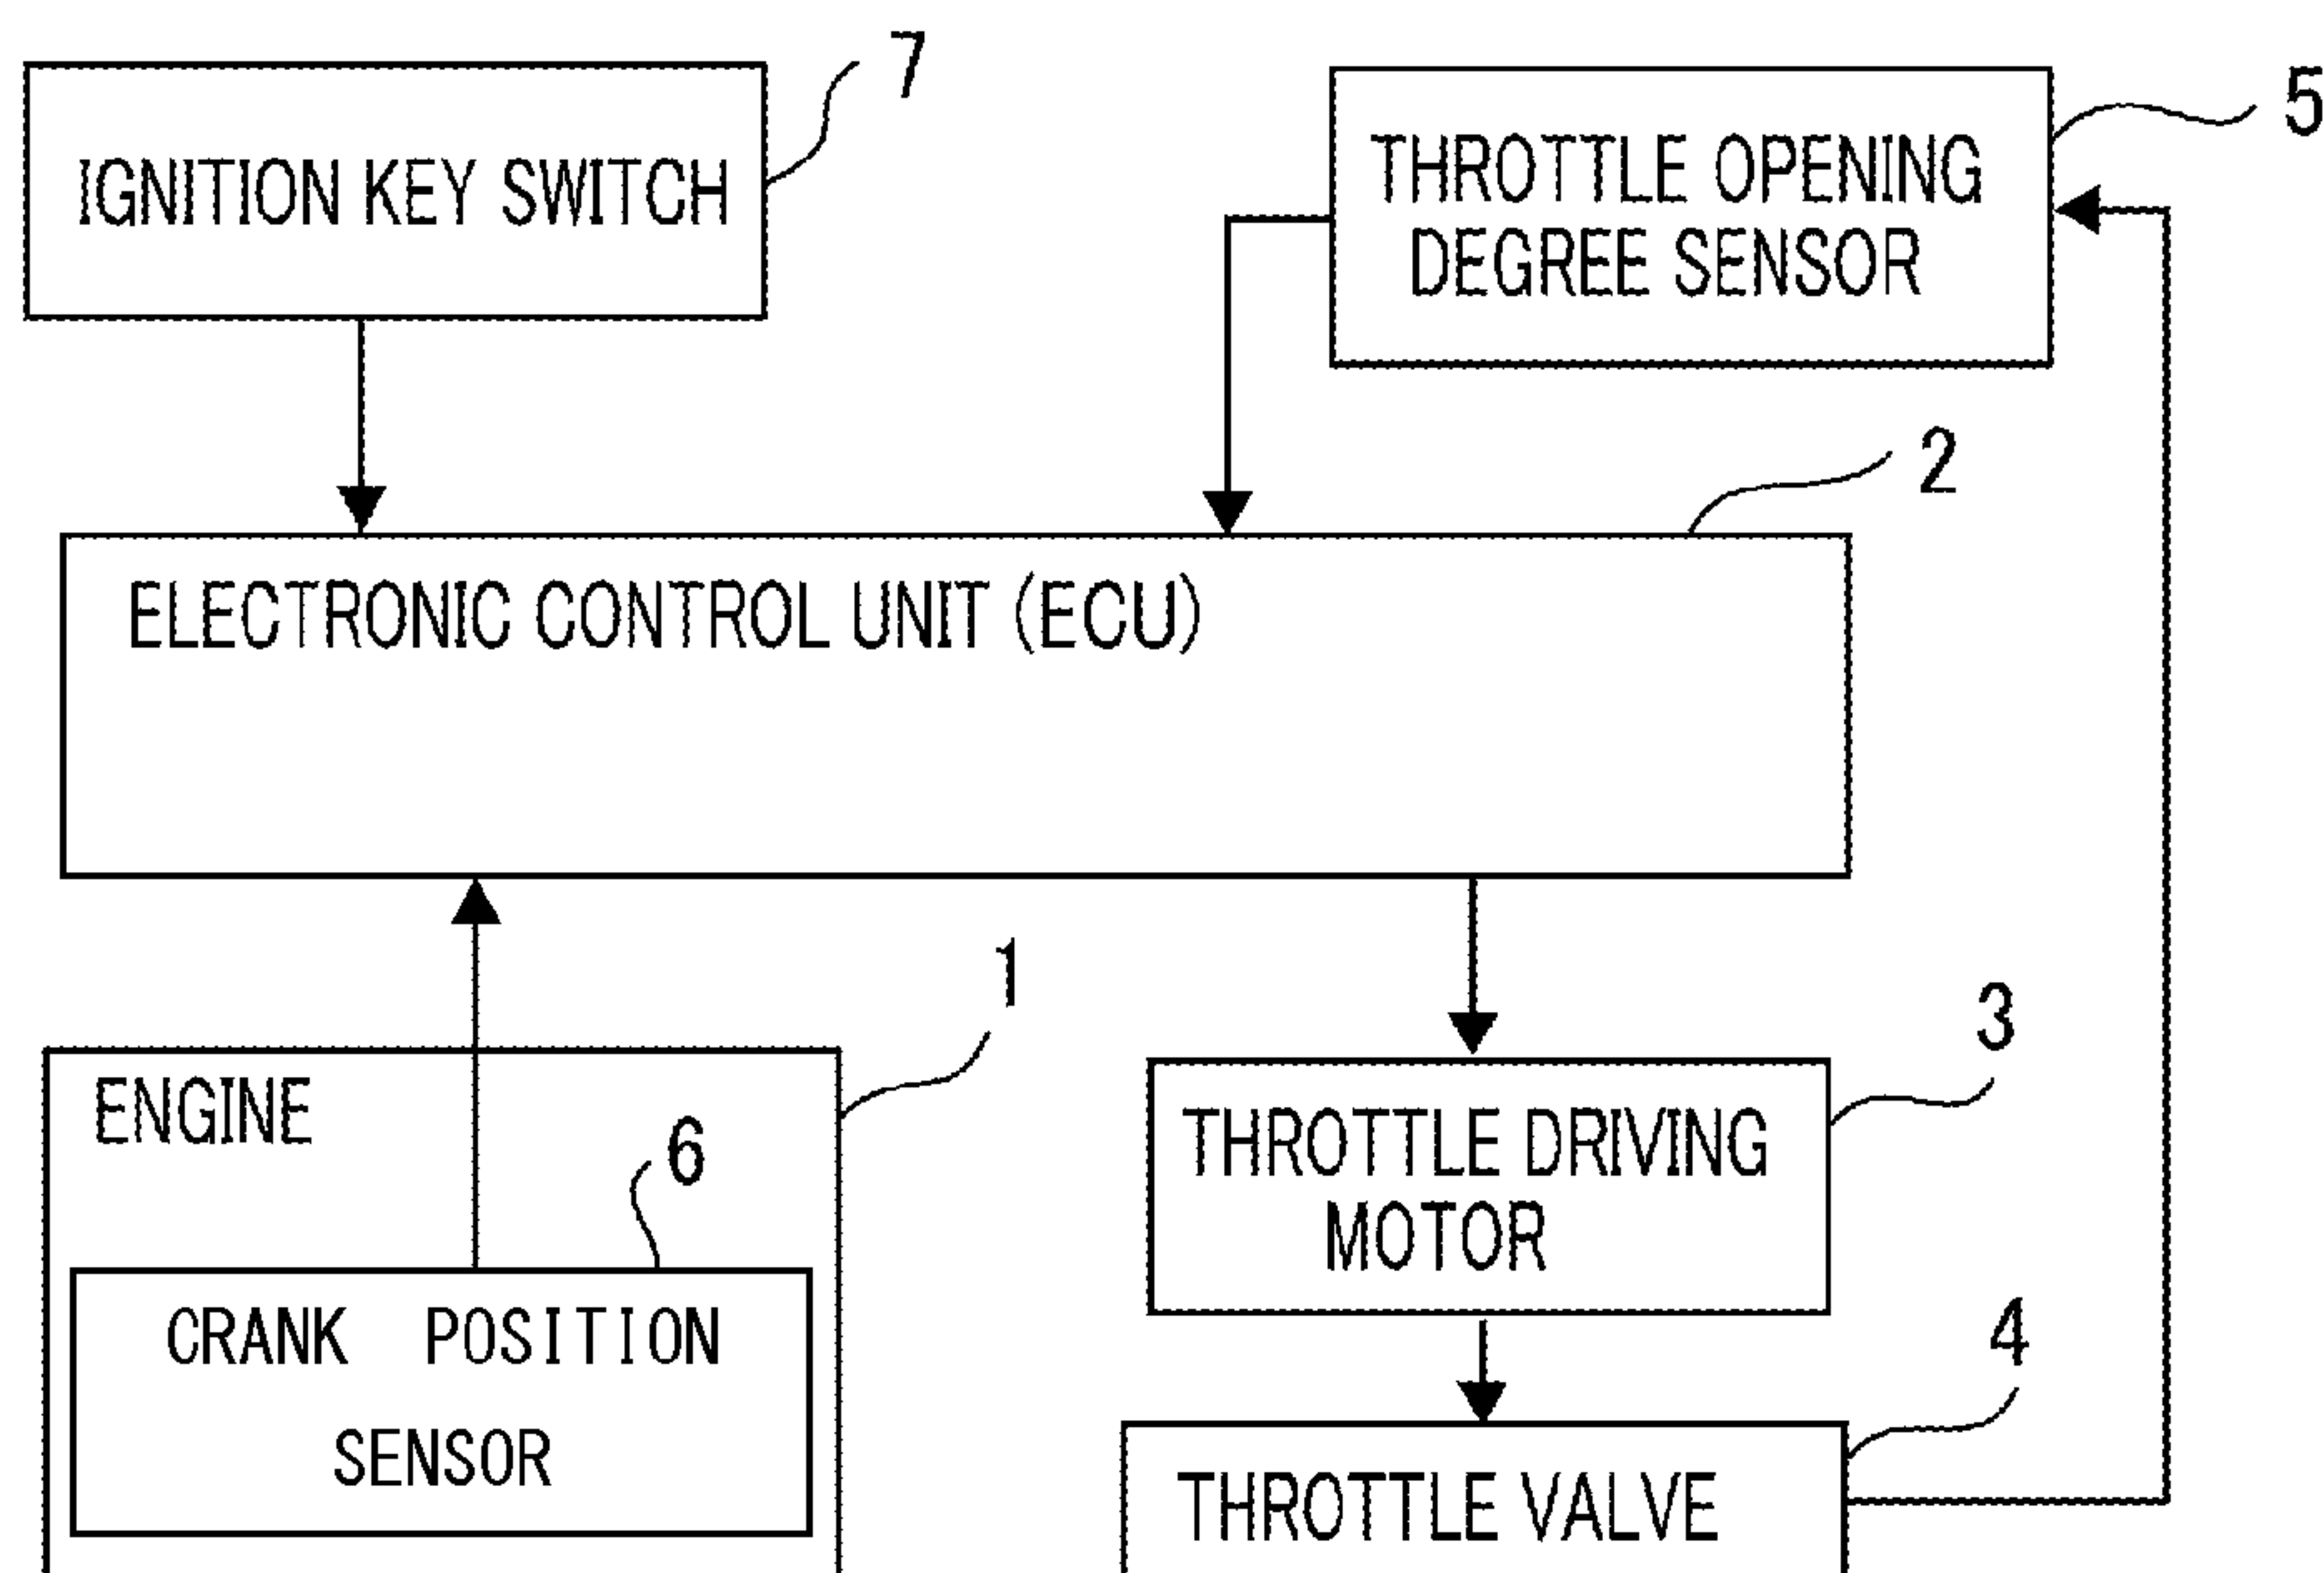 7
IGNITION KEY SWITCH
5
THROTTLE OPENING
DEGREE SENSOR
2
ELECTRONIC CONTROL UNIT (ECU)
1
ENGINE
6
CRANK POSITION
SENSOR
3
THROTTLE DRIVING
MOTOR
4
THROTTLE VALVE